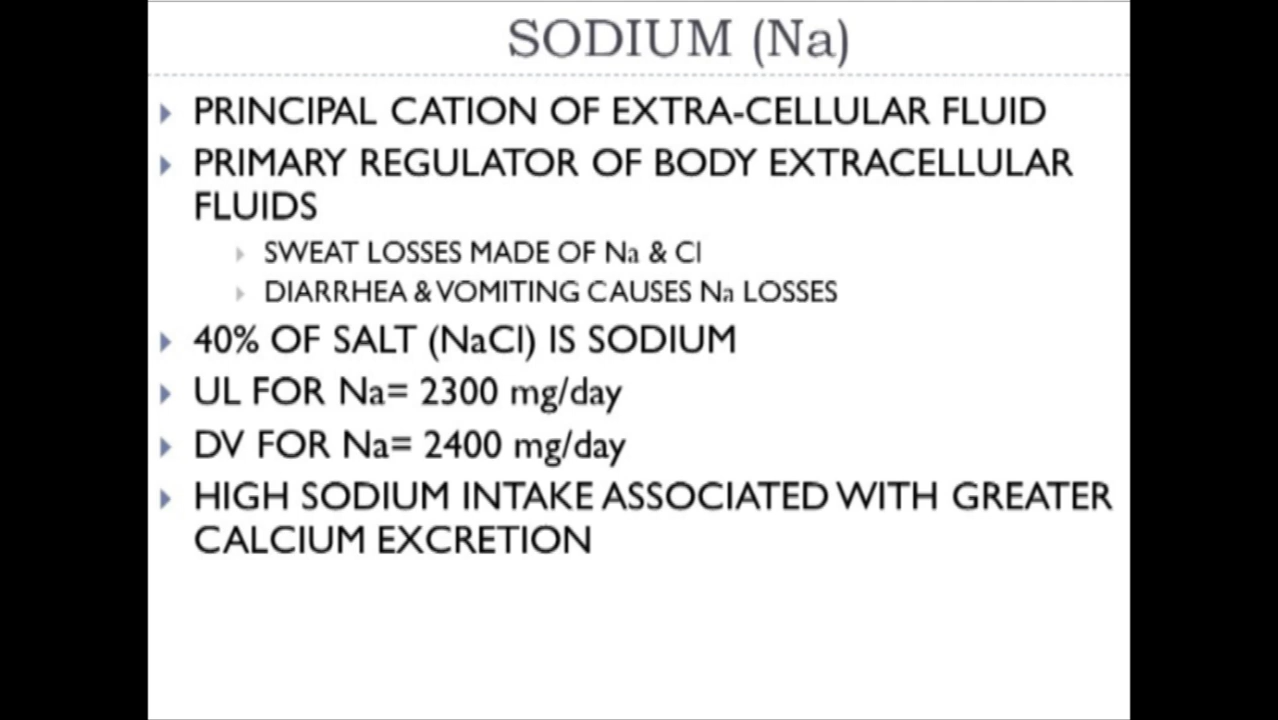 SODIUM (Na)
PRINCIPAL CATION OF EXTRA-CELLULAR FLUID
PRIMARY REGULATOR OF BODY EXTRACELLULAR
FLUIDS
SWEAT LOSSES MADE OF Na & Cl
DIARRHEA & VOMITING CAUSES Na LOSSES
40% OF SALT (NaCl) IS SODIUM
UL FOR Na= 2300 mg/day
DV FOR Na= 2400 mg/day
HIGH SODIUM INTAKE ASSOCIATED WITH GREATER
CALCIUM EXCRETION